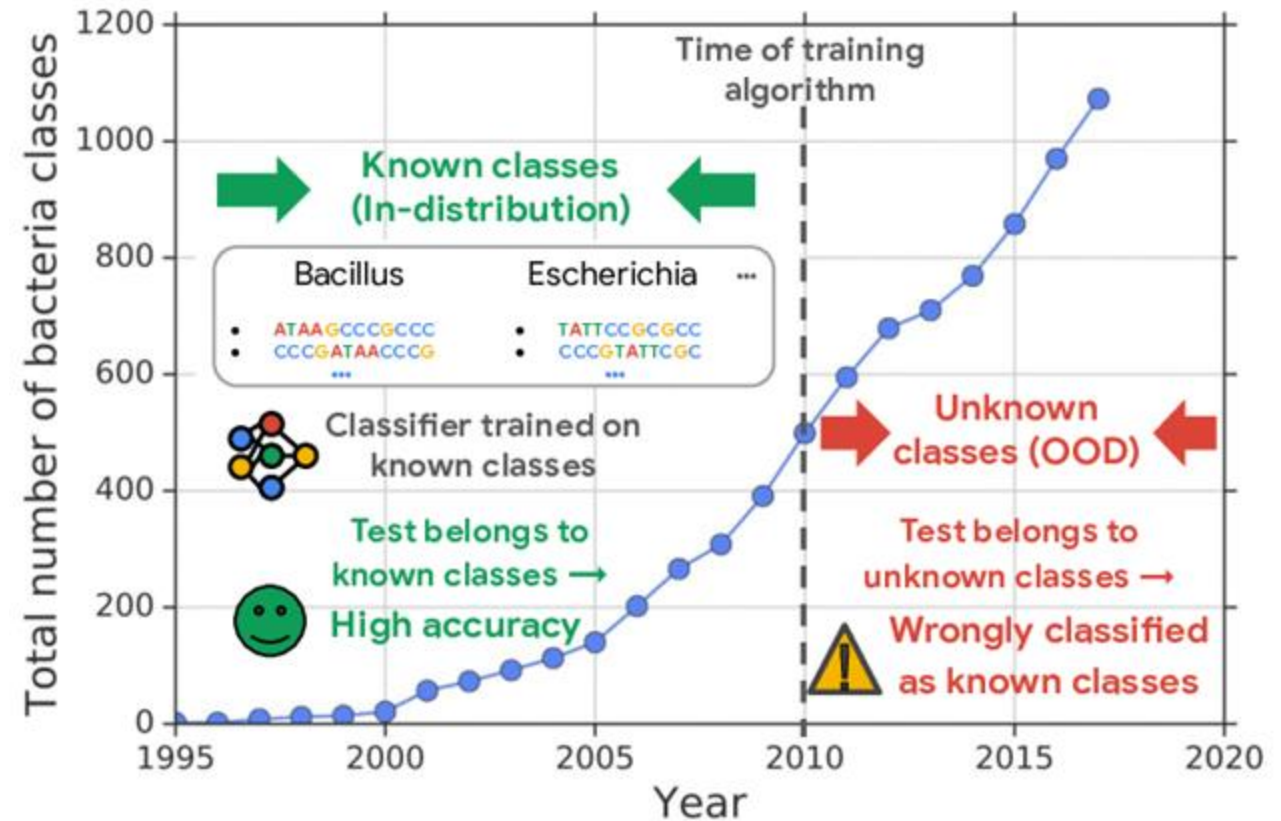 Total number of bacteria classes
1200
1000
800
600
400
200
0
Time of training
algorithm
Known classes
(In-distribution)
Bacillus
Escherichia
...
• ATAAGCCCGCCC
• CCCGATAACCCG
...
• TATTCCGCGCC
• CCCGTATTCGC
...
Classifier trained on
known classes
Test belongs to
known classes →
High accuracy
Unknown
classes (OOD)
Test belongs to
unknown classes →
!
Wrongly classified
as known classes
1995
2000
2005
2010
2015
2020
Year